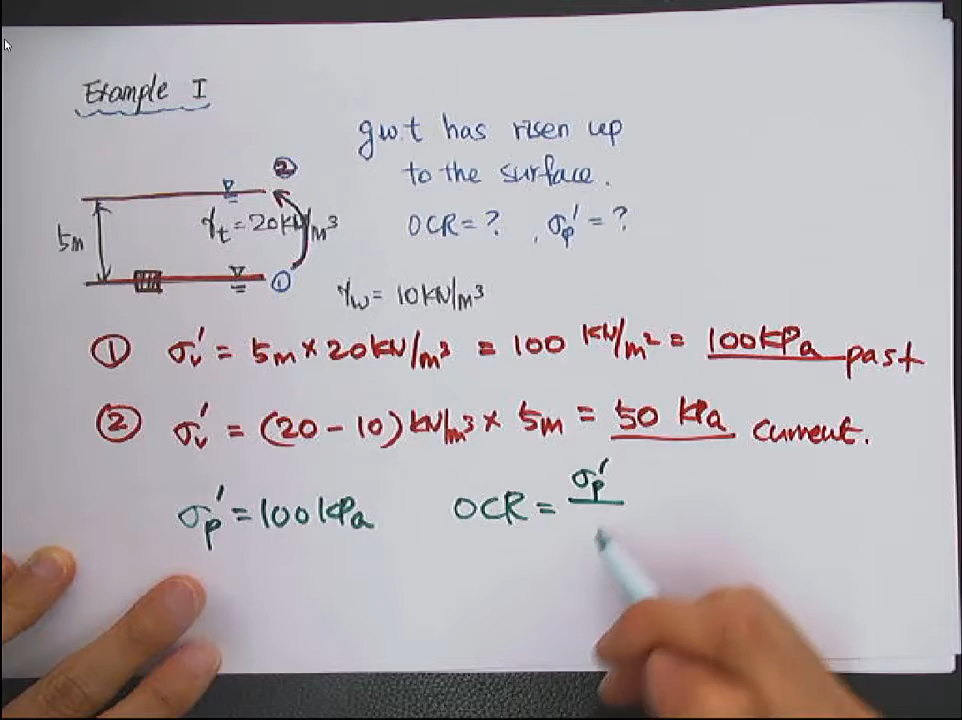 Example I
gw.t has risen up
to the surface.
②
γt = 20kN/m³
5m
OCR = ? , σp' = ?
①
γw = 10kN/m³
① σv' = 5m × 20kN/m³ = 100 kN/m² = 100kPa past
② σv' = (20 - 10) kN/m³ × 5m = 50 kPa current.
σp' = 100kPa
OCR = σp'